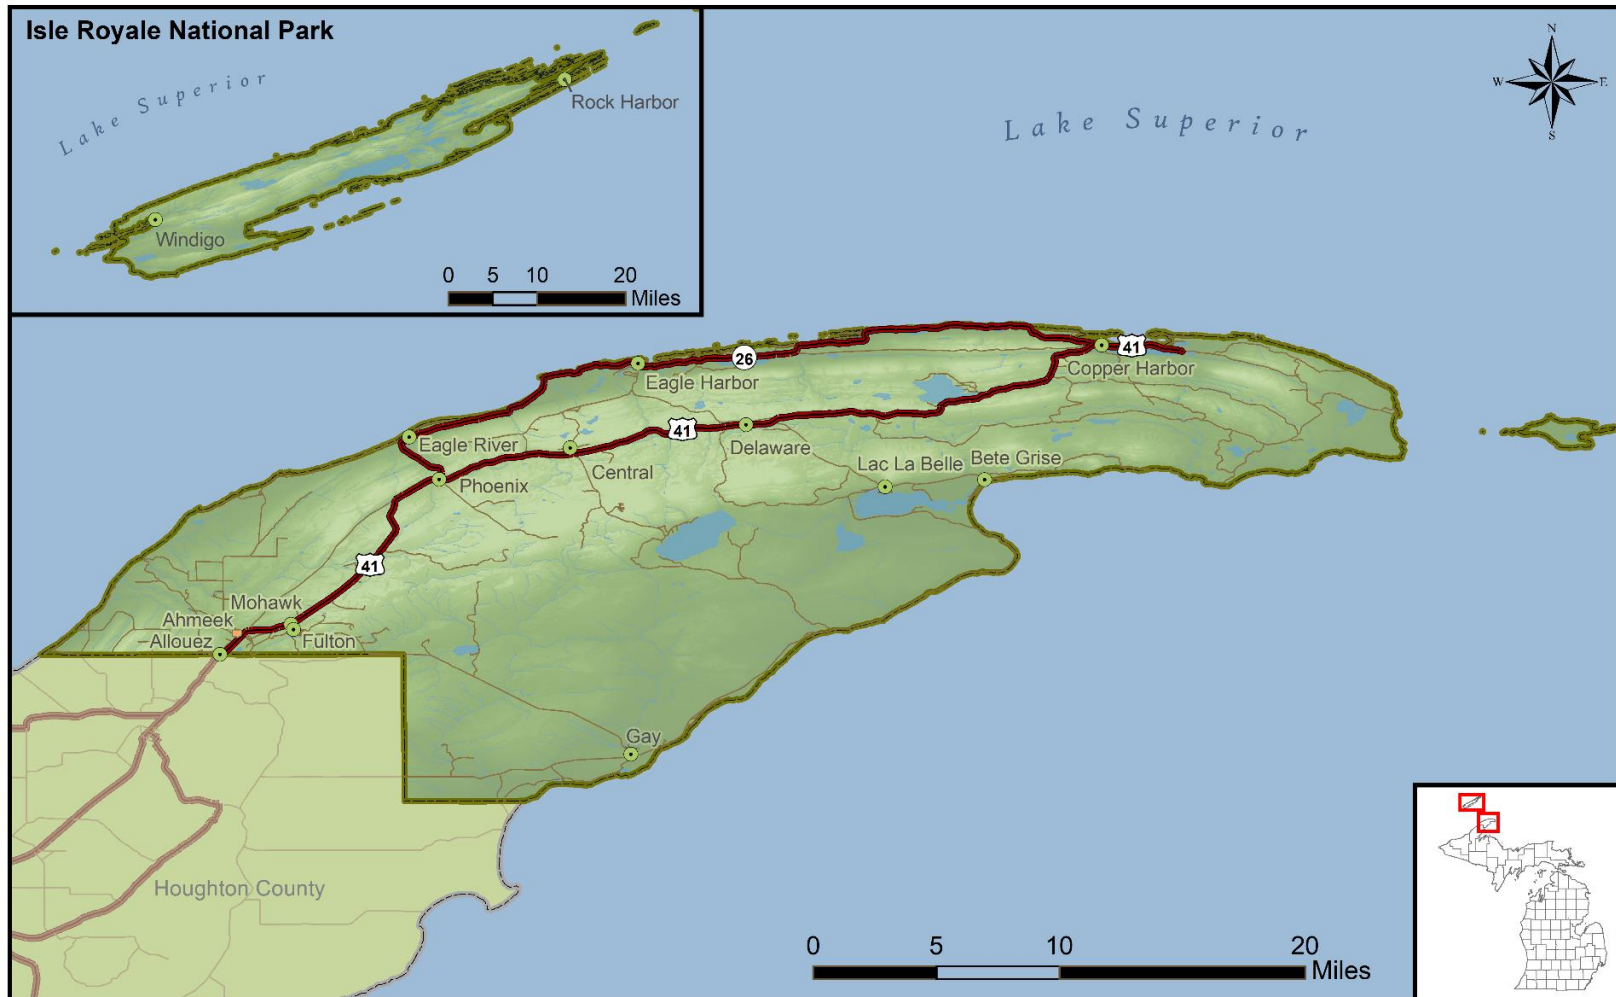 Isle Royale National Park
Lake Superior
Rock Harbor
Windigo
0 5 10 20
Miles
N
W E
S
Lake Superior
26
41
Eagle Harbor
Copper Harbor
Eagle River
41
Delaware
Central
Lac La Belle
Bete Grise
Phoenix
41
Mohawk
Ahmeek
Allouez
Fulton
Gay
Houghton County
0 5 10 20
Miles